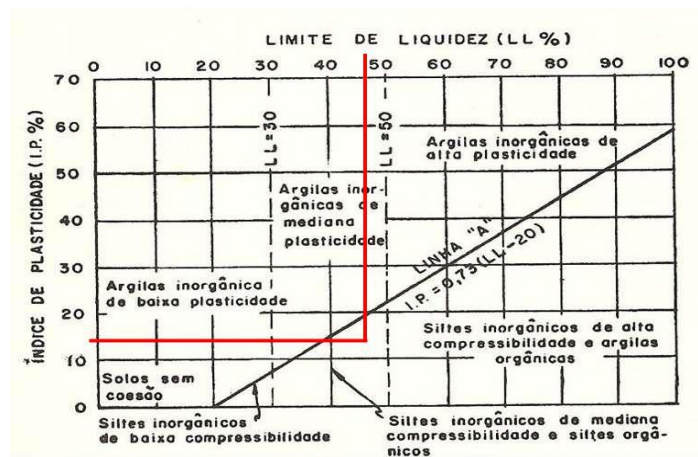 LIMITE DE LIQUIDEZ (LL %)
0 10 20 30 40 50 60 70 80 90 100
ÍNDICE DE PLASTICIDADE (I.P. %)
70
60
50
40
30
20
10
0
LL = 30
LL = 50
Argilas inorgânicas de
alta plasticidade
Argilas inor-
gânicas de
mediana
plasticidade
LINHA "A"
I.P. = 0,73 (LL-20)
Argilas inorgânica
de baixa plasticidade
Siltes inorgânicos de alta
compressibilidade e argilas
orgânicas
Solos sem
coesão
Siltes inorgânicos
de baixa compressibilidade
Siltes inorgânicos de mediana
compressibilidade e siltes orgâ-
nicos